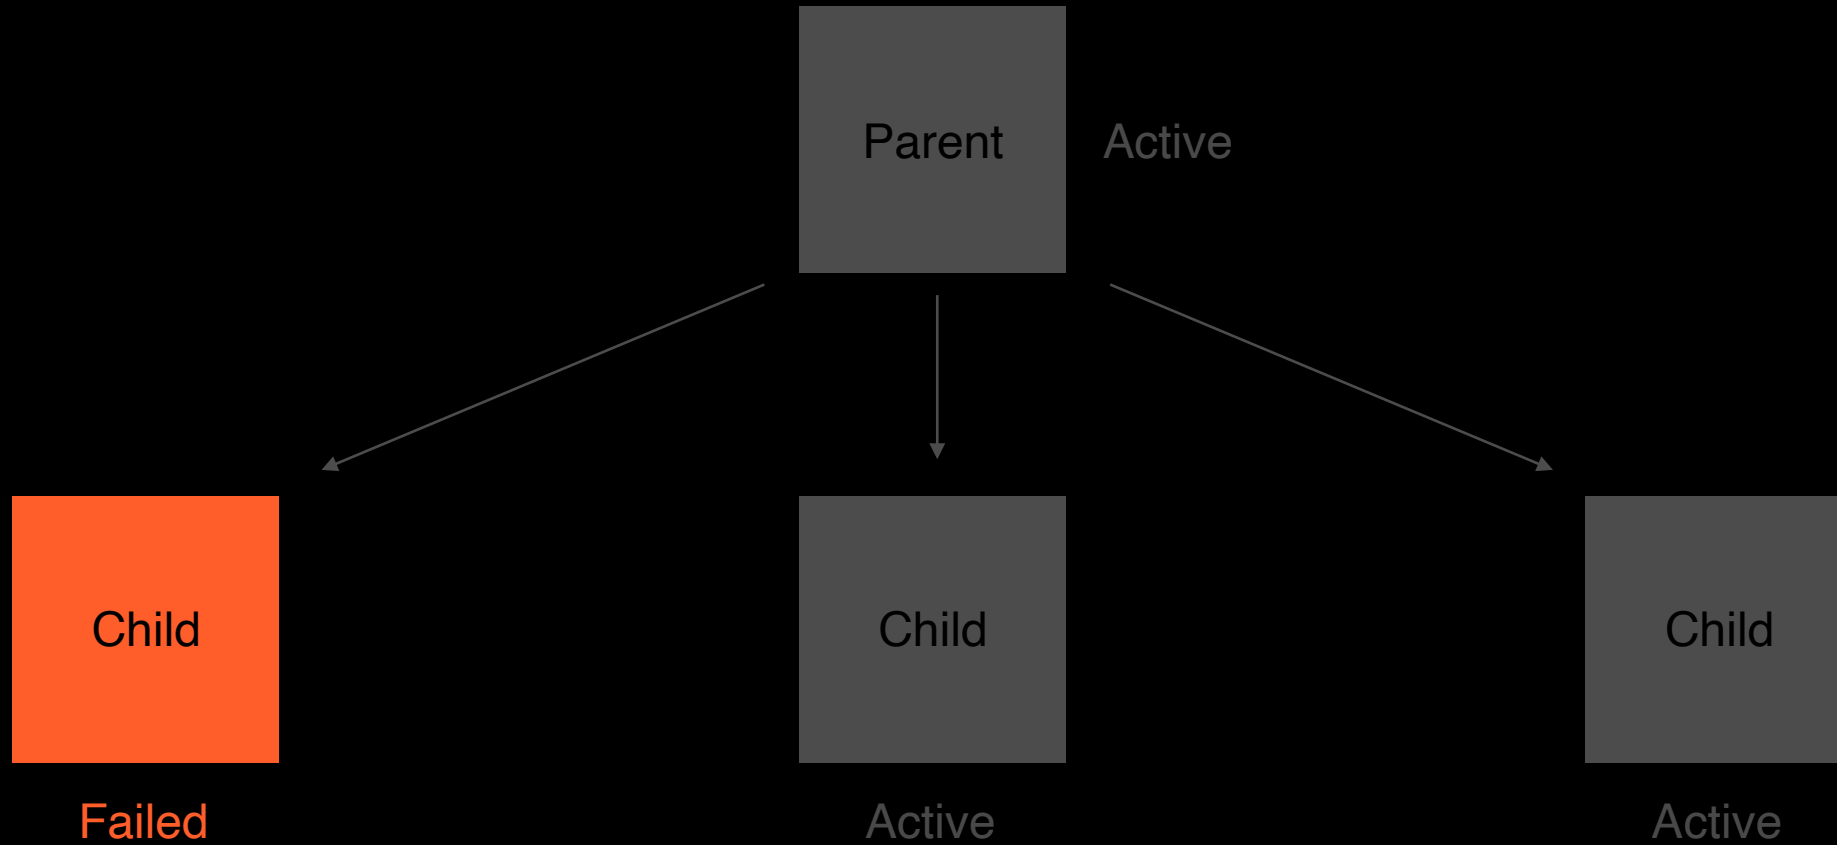 Parent
Active
Child
Child
Child
Failed
Active
Active